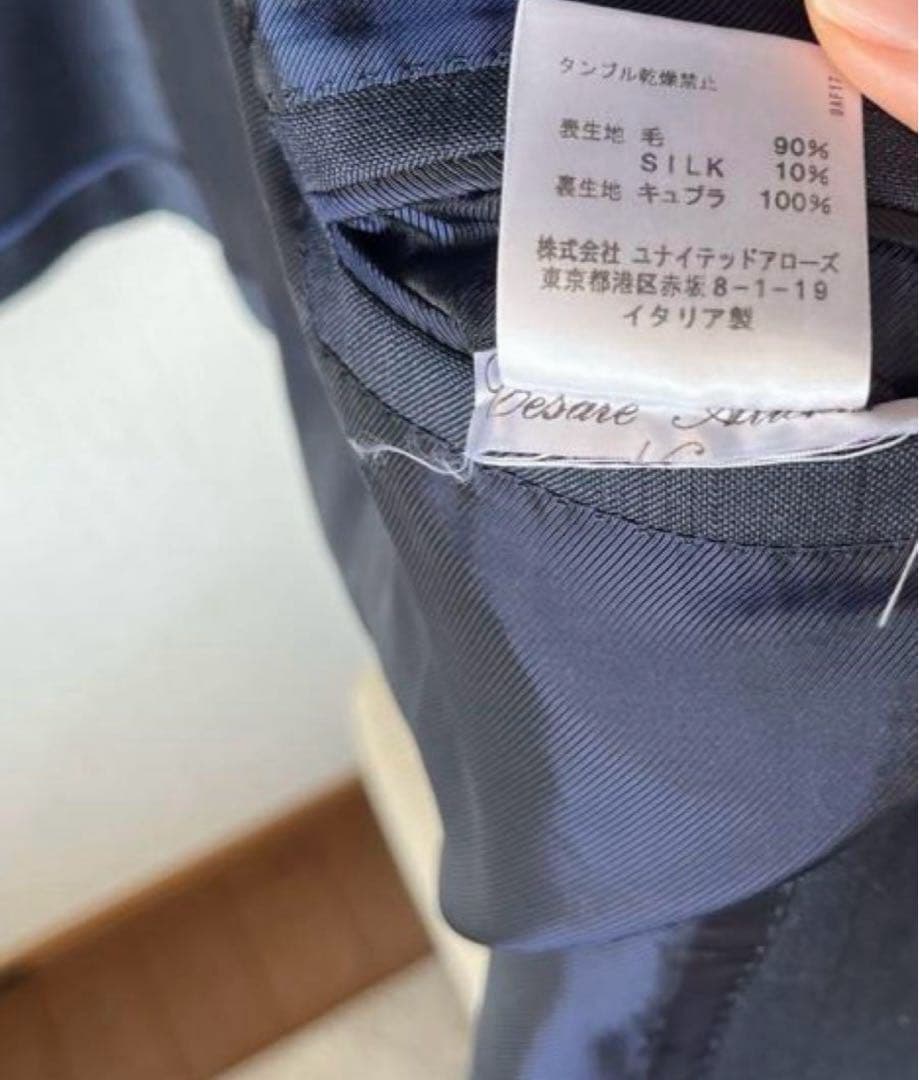 タンブル乾燥禁止
表生地 毛 90%
SILK 10%
裏生地 キュプラ 100%
株式会社 ユナイテッドアローズ
東京都港区赤坂8-1-19
イタリア製
Cesare